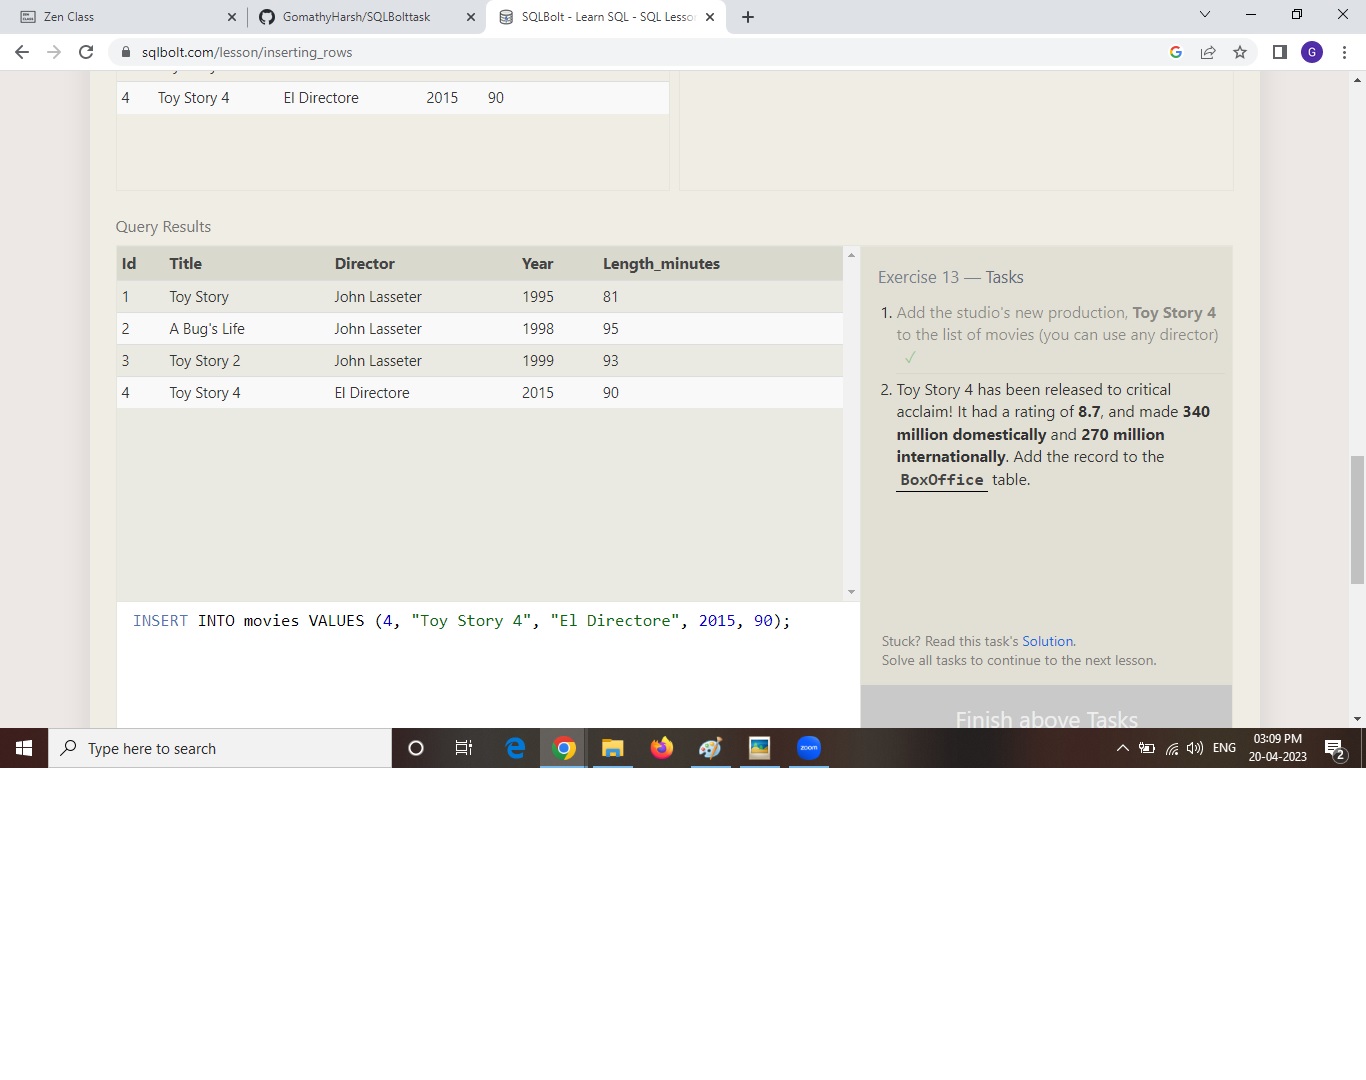 Zen Class
GomathyHarsh/SQLBolttask
SQLBolt - Learn SQL - SQL Lesso
sqlbolt.com/lesson/inserting_rows
G
4 Toy Story 4 El Directore 2015 90
Query Results
Id Title Director Year Length_minutes
1 Toy Story John Lasseter 1995 81
2 A Bug's Life John Lasseter 1998 95
3 Toy Story 2 John Lasseter 1999 93
4 Toy Story 4 El Directore 2015 90
Exercise 13 — Tasks
1. Add the studio's new production, Toy Story 4
to the list of movies (you can use any director)
✓
2. Toy Story 4 has been released to critical
acclaim! It had a rating of 8.7, and made 340
million domestically and 270 million
internationally. Add the record to the
BoxOffice table.
INSERT INTO movies VALUES (4, "Toy Story 4", "El Directore", 2015, 90);
Stuck? Read this task's Solution.
Solve all tasks to continue to the next lesson.
Finish above Tasks
Type here to search
zoom
ENG
03:09 PM
20-04-2023
2